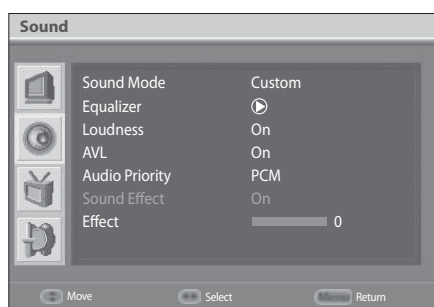 Sound
Sound Mode Custom
Equalizer
Loudness On
AVL On
Audio Priority PCM
Sound Effect On
Effect 0
Move Select Menu Return